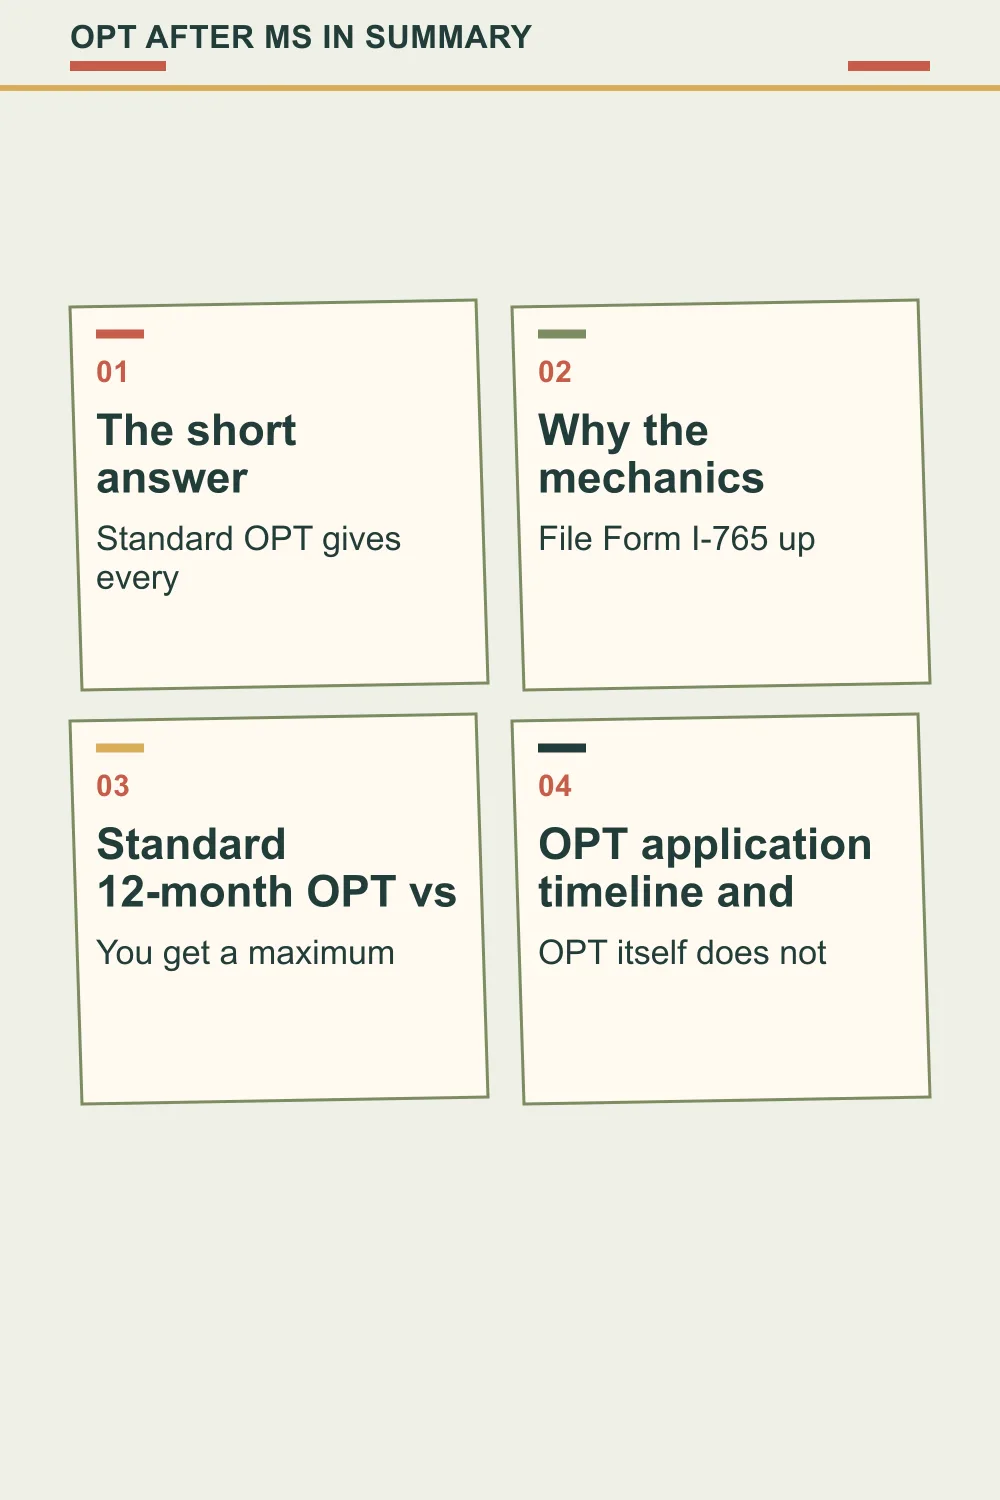 OPT AFTER MS IN SUMMARY
01
The short
answer
Standard OPT gives
every
02
Why the
mechanics
File Form I-765 up
03
Standard
12-month OPT vs
You get a maximum
04
OPT application
timeline and
OPT itself does not